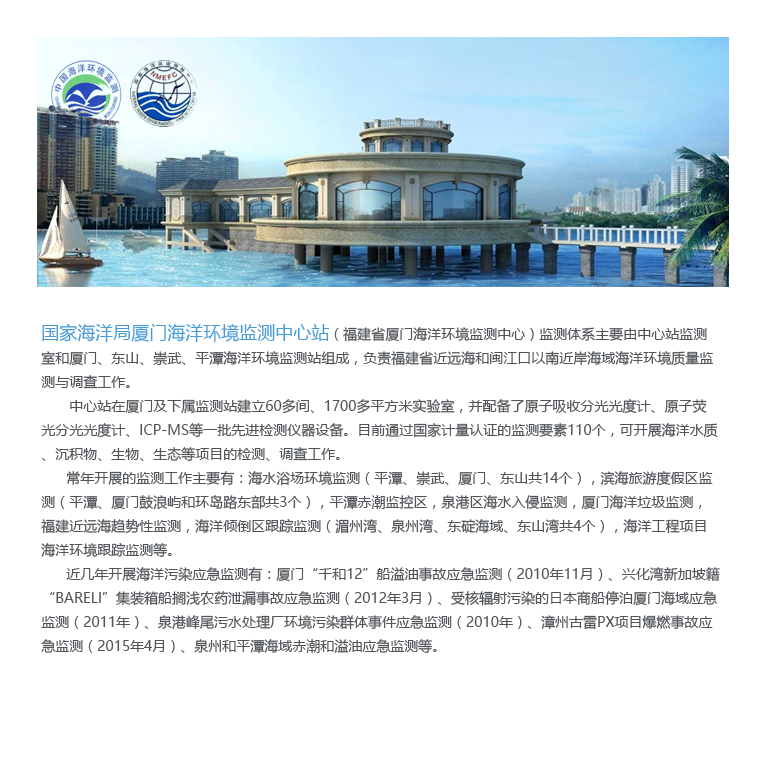 中国海洋环境监测
NMEFC
国家海洋局厦门海洋环境监测中心站（福建省厦门海洋环境监测中心）监测体系主要由中心站监测
室和厦门、东山、崇武、平潭海洋环境监测站组成，负责福建省近远海和闽江口以南近岸海域海洋环境质量监
测与调查工作。
中心站在厦门及下属监测站建立60多间、1700多平方米实验室，并配备了原子吸收分光光度计、原子荧
光分光光度计、ICP-MS等一批先进检测仪器设备。目前通过国家计量认证的监测要素110个，可开展海洋水质
、沉积物、生物、生态等项目的检测、调查工作。
常年开展的监测工作主要有：海水浴场环境监测（平潭、崇武、厦门、东山共14个），滨海旅游度假区监
测（平潭、厦门鼓浪屿和环岛路东部共3个），平潭赤潮监控区，泉港区海水入侵监测，厦门海洋垃圾监测，
福建近远海趋势性监测，海洋倾倒区跟踪监测（湄州湾、泉州湾、东碇海域、东山湾共4个），海洋工程项目
海洋环境跟踪监测等。
近几年开展海洋污染应急监测有：厦门“千和12”船溢油事故应急监测（2010年11月）、兴化湾新加坡籍
“BARELI”集装箱船搁浅农药泄漏事故应急监测（2012年3月）、受核辐射污染的日本商船停泊厦门海域应急
监测（2011年）、泉港峰尾污水处理厂环境污染群体事件应急监测（2010年）、漳州古雷PX项目爆燃事故应
急监测（2015年4月）、泉州和平潭海域赤潮和溢油应急监测等。